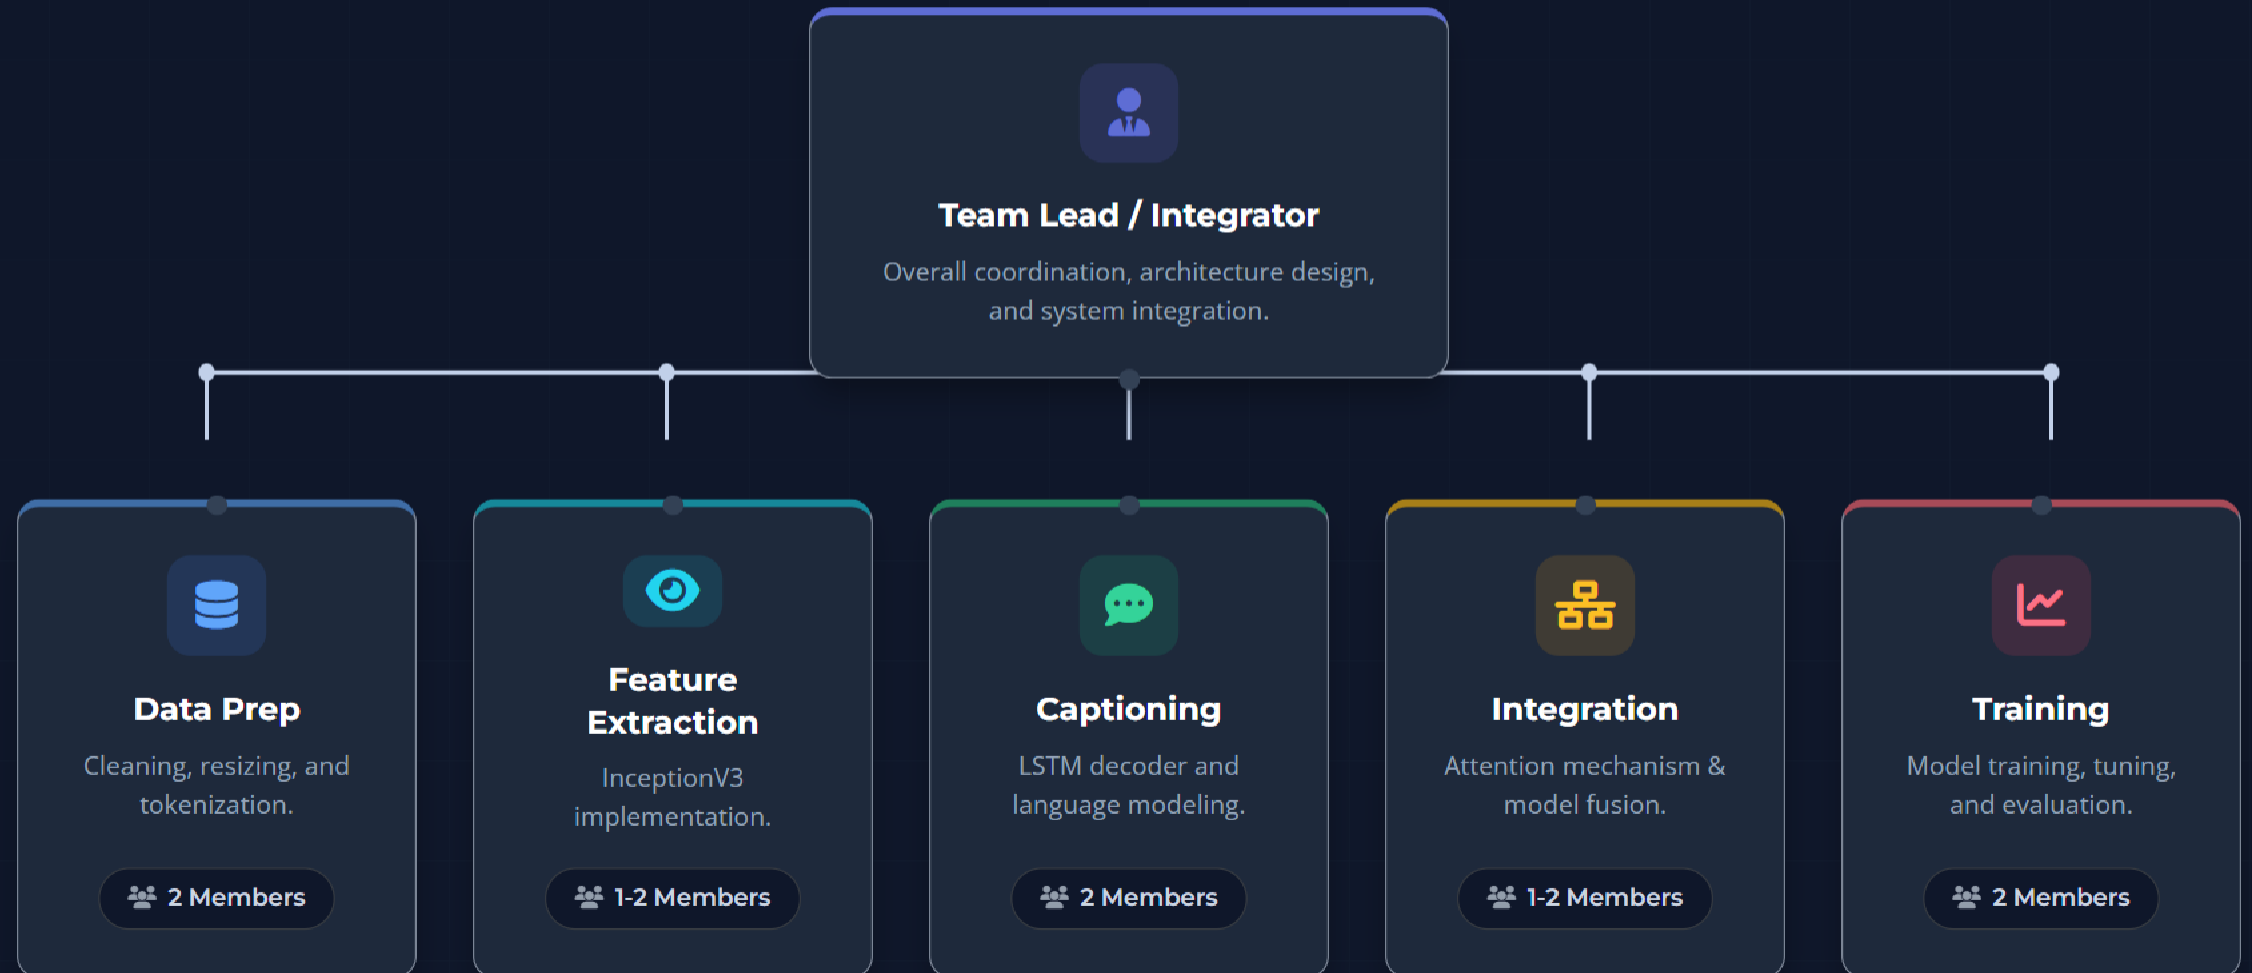 Team Lead / Integrator
Overall coordination, architecture design,
and system integration.
Data Prep
Cleaning, resizing, and
tokenization.
2 Members
Feature
Extraction
InceptionV3
implementation.
1-2 Members
Captioning
LSTM decoder and
language modeling.
2 Members
Integration
Attention mechanism &
model fusion.
1-2 Members
Training
Model training, tuning,
and evaluation.
2 Members